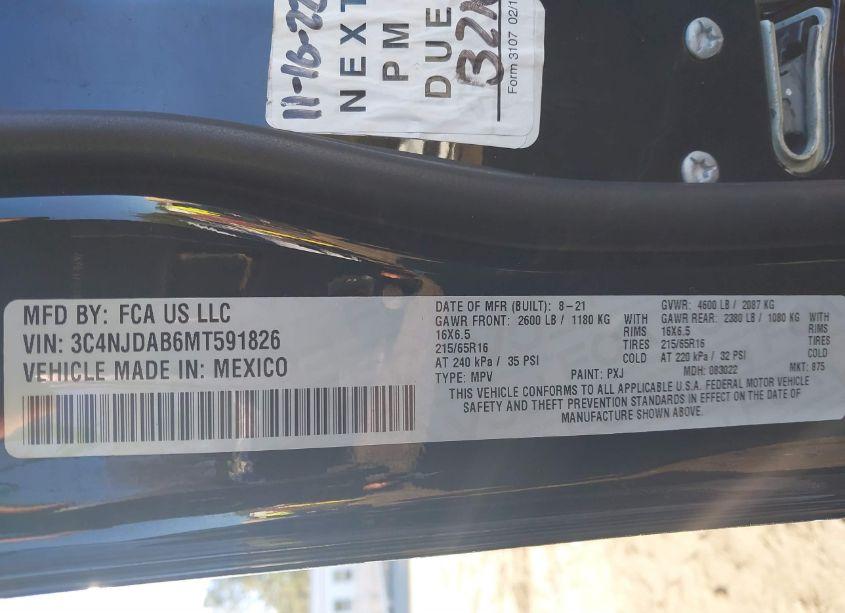 11-16-22
NEXT
PM
DUE
32
Form 3107 02/1
MFD BY: FCA US LLC
VIN: 3C4NJDAB6MT591826
VEHICLE MADE IN: MEXICO
DATE OF MFR (BUILT): 8-21 GVWR: 4600 LB / 2087 KG
GAWR FRONT: 2600 LB / 1180 KG WITH GAWR REAR: 2380 LB / 1080 KG WITH
16X6.5 RIMS 16X6.5 RIMS
215/65R16 TIRES 215/65R16 TIRES
AT 240 kPa / 35 PSI COLD AT 220 kPa / 32 PSI COLD
TYPE: MPV PAINT: PXJ MDH: 083022 MKT: 875
THIS VEHICLE CONFORMS TO ALL APPLICABLE U.S.A. FEDERAL MOTOR VEHICLE
SAFETY AND THEFT PREVENTION STANDARDS IN EFFECT ON THE DATE OF
MANUFACTURE SHOWN ABOVE.